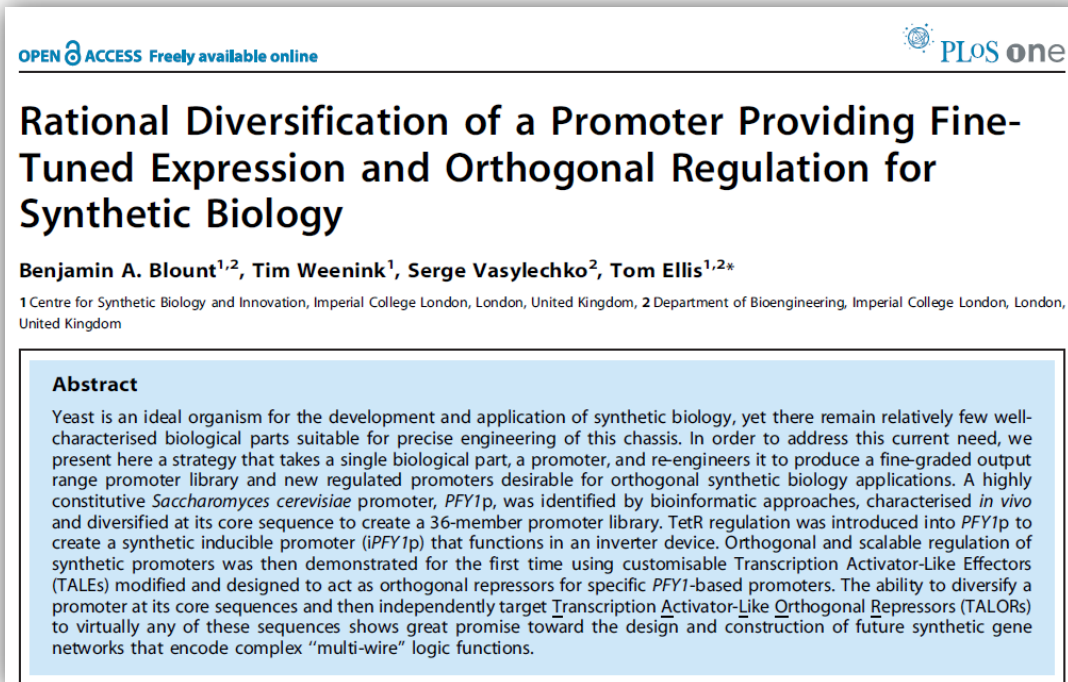 OPEN ACCESS Freely available online
PLoS one
Rational Diversification of a Promoter Providing Fine-
Tuned Expression and Orthogonal Regulation for
Synthetic Biology
Benjamin A. Blount1,2, Tim Weenink1, Serge Vasylechko2, Tom Ellis1,2*
1 Centre for Synthetic Biology and Innovation, Imperial College London, London, United Kingdom, 2 Department of Bioengineering, Imperial College London, London,
United Kingdom
Abstract
Yeast is an ideal organism for the development and application of synthetic biology, yet there remain relatively few well-
characterised biological parts suitable for precise engineering of this chassis. In order to address this current need, we
present here a strategy that takes a single biological part, a promoter, and re-engineers it to produce a fine-graded output
range promoter library and new regulated promoters desirable for orthogonal synthetic biology applications. A highly
constitutive Saccharomyces cerevisiae promoter, PFY1p, was identified by bioinformatic approaches, characterised in vivo
and diversified at its core sequence to create a 36-member promoter library. TetR regulation was introduced into PFY1p to
create a synthetic inducible promoter (iPFY1p) that functions in an inverter device. Orthogonal and scalable regulation of
synthetic promoters was then demonstrated for the first time using customisable Transcription Activator-Like Effectors
(TALEs) modified and designed to act as orthogonal repressors for specific PFY1-based promoters. The ability to diversify a
promoter at its core sequences and then independently target Transcription Activator-Like Orthogonal Repressors (TALORs)
to virtually any of these sequences shows great promise toward the design and construction of future synthetic gene
networks that encode complex "multi-wire" logic functions.